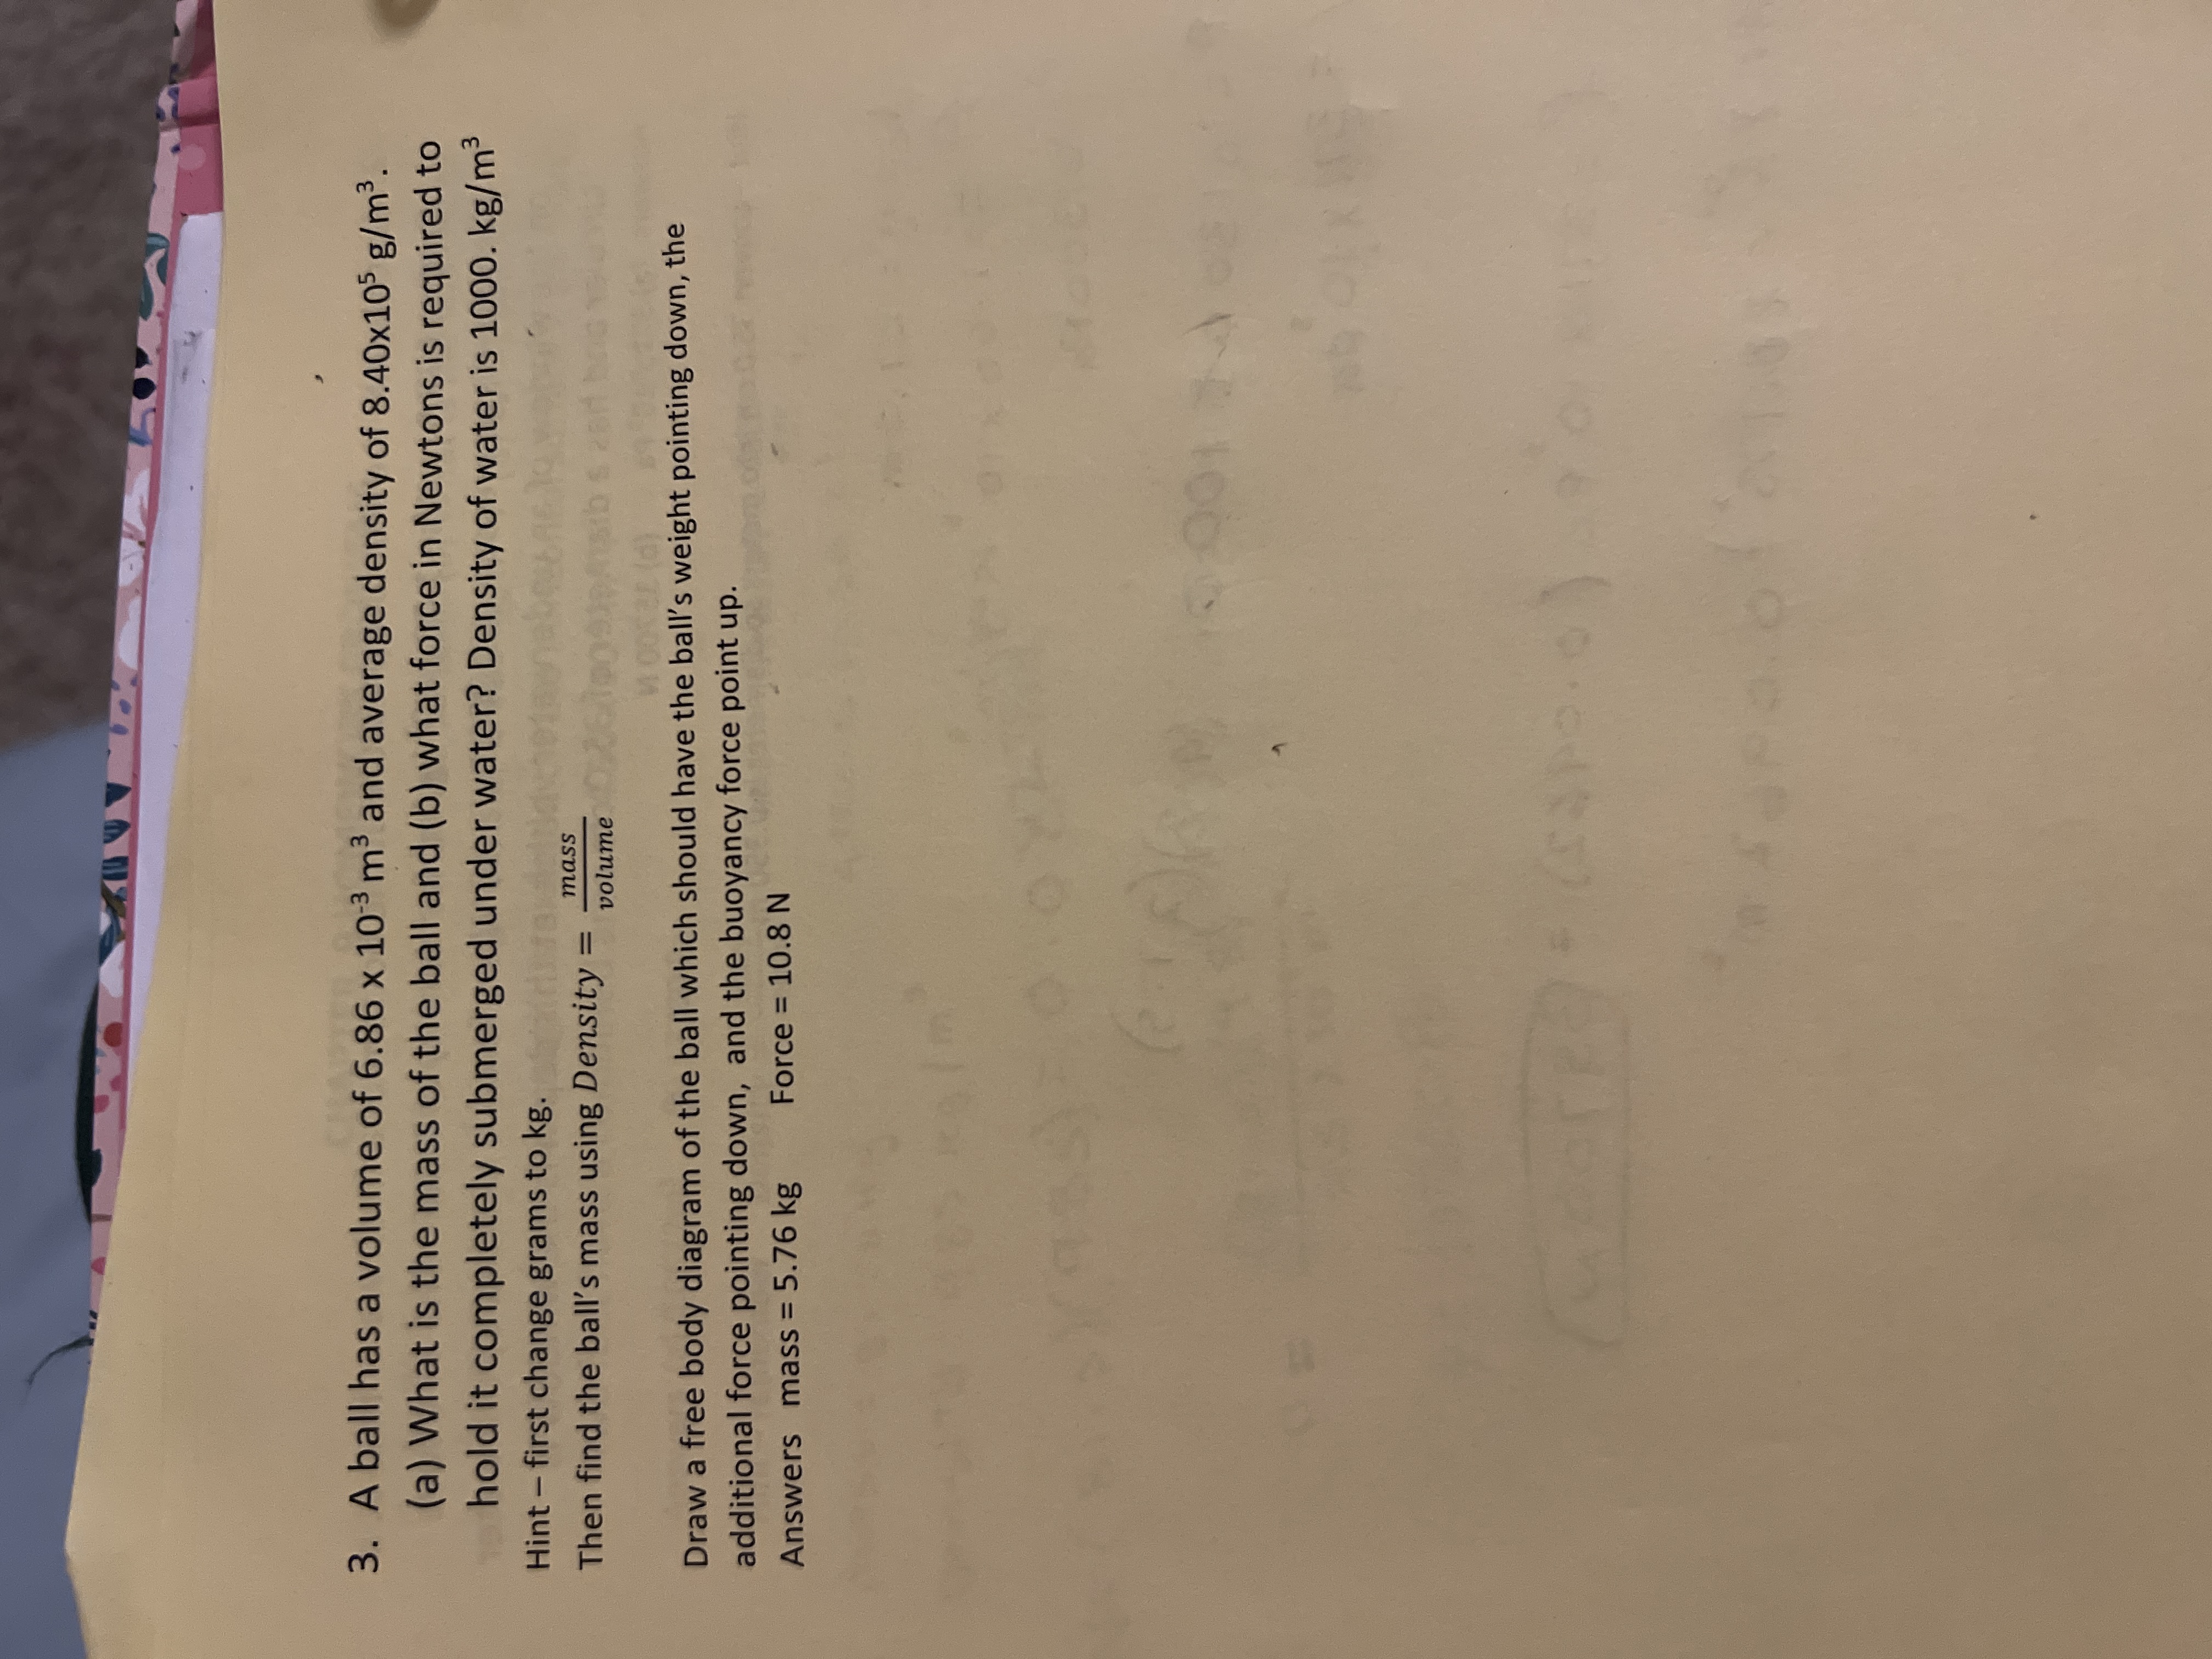 3. A ball has a volume of 6.86 x 10⁻³ m³ and average density of 8.40x10⁵ g/m³.
(a) What is the mass of the ball and (b) what force in Newtons is required to
hold it completely submerged under water? Density of water is 1000. kg/m³
Hint – first change grams to kg.
Then find the ball's mass using Density = mass/volume
Draw a free body diagram of the ball which should have the ball's weight pointing down, the
additional force pointing down, and the buoyancy force point up.
Answers mass = 5.76 kg Force = 10.8 N